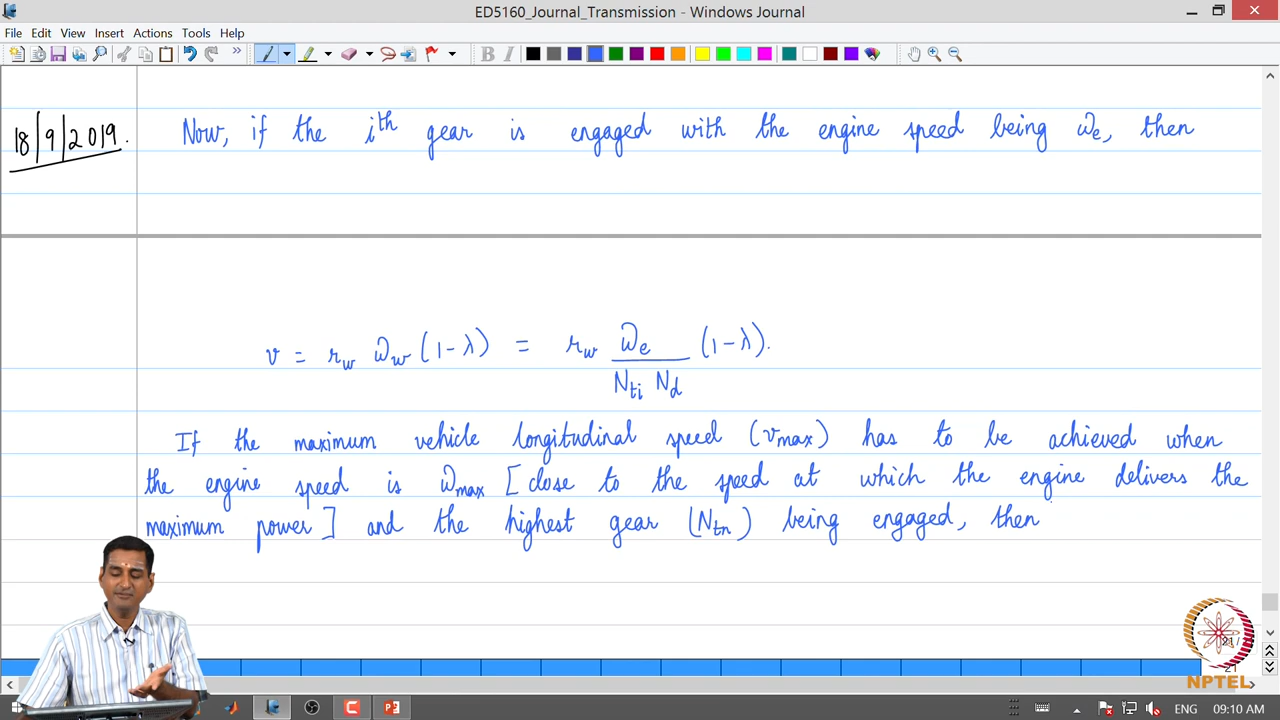 ED5160_Journal_Transmission - Windows Journal
File Edit View Insert Actions Tools Help
18/9/2019.
Now, if the ith gear is engaged with the engine speed being ωe, then
v = rw ωw (1-λ) = rw ωe / (Nti Nd) (1-λ).
If the maximum vehicle longitudinal speed (vmax) has to be achieved when
the engine speed is ωmax [close to the speed at which the engine delivers the
maximum power] and the highest gear (Ntn) being engaged, then
NPTEL
ENG 09:10 AM